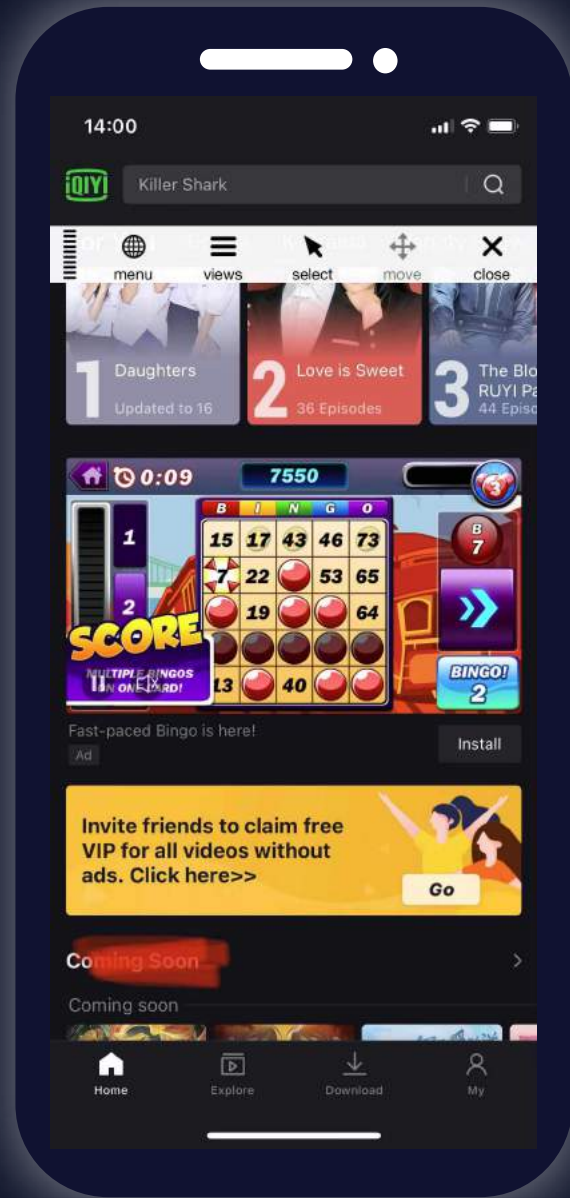 14:00
iQIYI
Killer Shark
menu
views
select
move
close
1
Daughters
Updated to 16
2
Love is Sweet
36 Episodes
3
The Blo
RUYI Pa
44 Episo
0:09
7550
3
B I N G O
15 17 43 46 73
7 22 53 65
19 64
13 40
1
2
B
7
SCORE
MULTIPLE BINGOS
ON ONE CARD!
BINGO!
2
Fast-paced Bingo is here!
Ad
Install
Invite friends to claim free
VIP for all videos without
ads. Click here>>
Go
Coming Soon
Coming soon
Home
Explore
Download
My